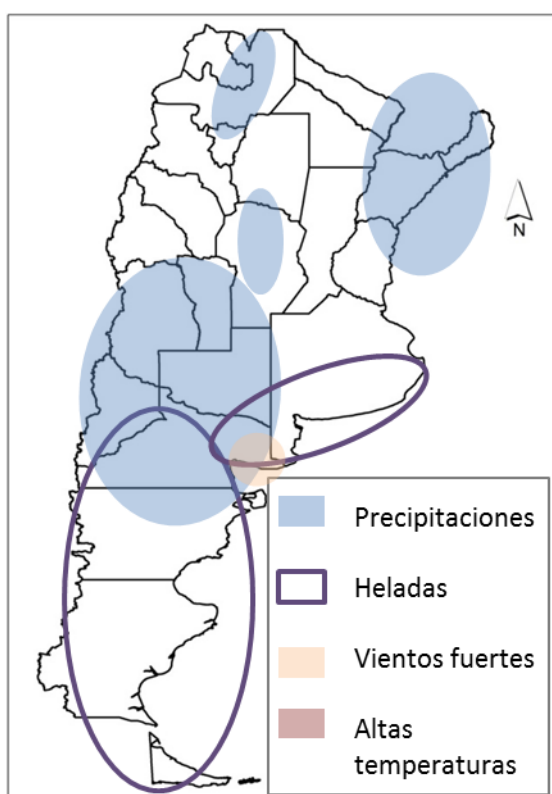 N
Precipitaciones
Heladas
Vientos fuertes
Altas
temperaturas